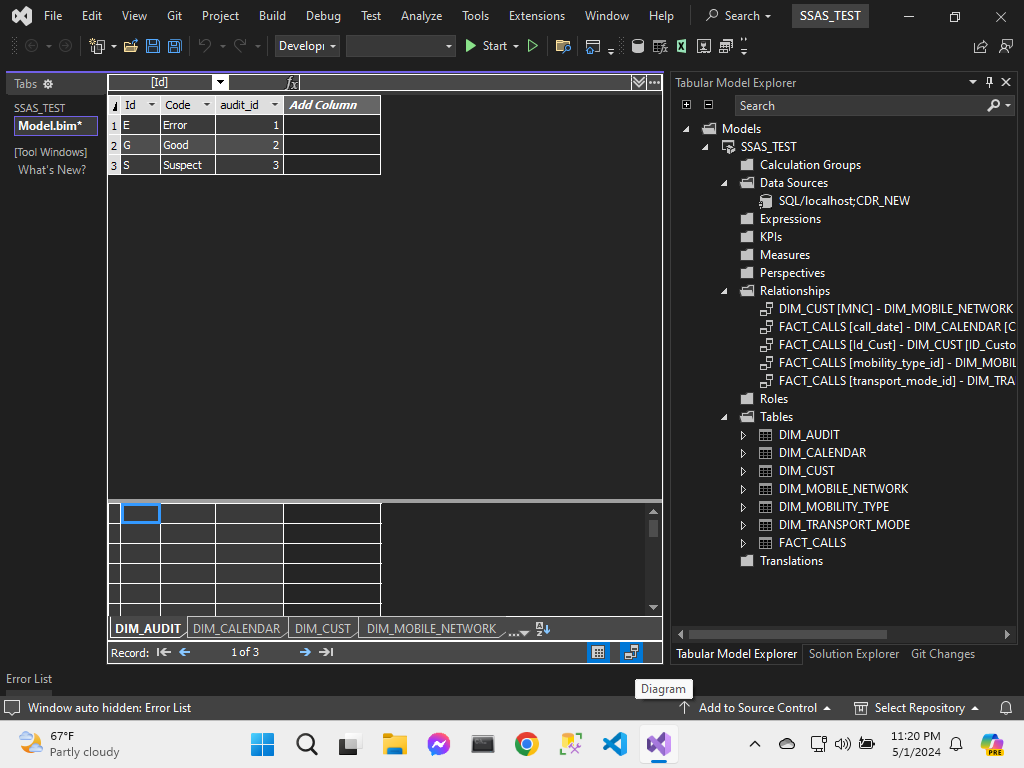 File Edit View Git Project Build Debug Test Analyze Tools Extensions Window Help Search SSAS_TEST
Developi Start
Tabs
SSAS_TEST
Model.bim*
[Tool Windows]
What's New?
[Id] fx
Id Code audit_id Add Column
1 E Error 1
2 G Good 2
3 S Suspect 3
DIM_AUDIT DIM_CALENDAR DIM_CUST DIM_MOBILE_NETWORK ...
Record: 1 of 3
Diagram
Tabular Model Explorer
Search
Models
SSAS_TEST
Calculation Groups
Data Sources
SQL/localhost;CDR_NEW
Expressions
KPIs
Measures
Perspectives
Relationships
DIM_CUST [MNC] - DIM_MOBILE_NETWORK
FACT_CALLS [call_date] - DIM_CALENDAR [C
FACT_CALLS [Id_Cust] - DIM_CUST [ID_Custo
FACT_CALLS [mobility_type_id] - DIM_MOBIL
FACT_CALLS [transport_mode_id] - DIM_TRA
Roles
Tables
DIM_AUDIT
DIM_CALENDAR
DIM_CUST
DIM_MOBILE_NETWORK
DIM_MOBILITY_TYPE
DIM_TRANSPORT_MODE
FACT_CALLS
Translations
Tabular Model Explorer Solution Explorer Git Changes
Error List
Window auto hidden: Error List Add to Source Control Select Repository
67°F
Partly cloudy
11:20 PM
5/1/2024
PRE